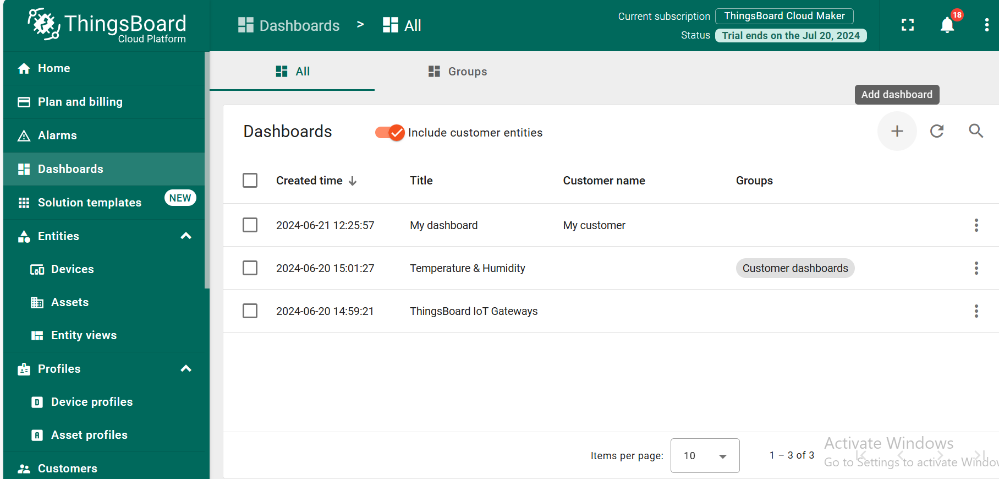 ThingsBoard
Cloud Platform
Dashboards > All
Current subscription ThingsBoard Cloud Maker
Status Trial ends on the Jul 20, 2024
18
Home
Plan and billing
Alarms
Dashboards
Solution templates NEW
Entities
Devices
Assets
Entity views
Profiles
D Device profiles
A Asset profiles
Customers
All Groups
Add dashboard
Dashboards Include customer entities
Created time Title Customer name Groups
2024-06-21 12:25:57 My dashboard My customer
2024-06-20 15:01:27 Temperature & Humidity Customer dashboards
2024-06-20 14:59:21 ThingsBoard IoT Gateways
Items per page: 10 1 – 3 of 3
Activate Windows
Go to Settings to activate Windo